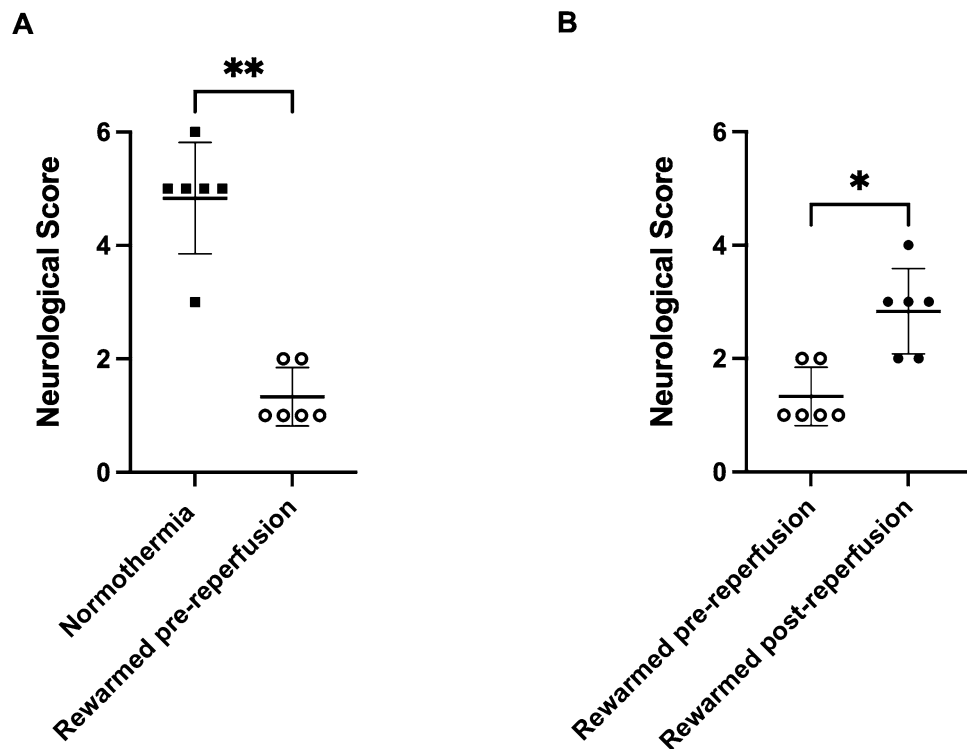 A
**
Neurological Score
6
4
2
0
Normothermia
Rewarmed pre-reperfusion
B
*
Neurological Score
6
4
2
0
Rewarmed pre-reperfusion
Rewarmed post-reperfusion